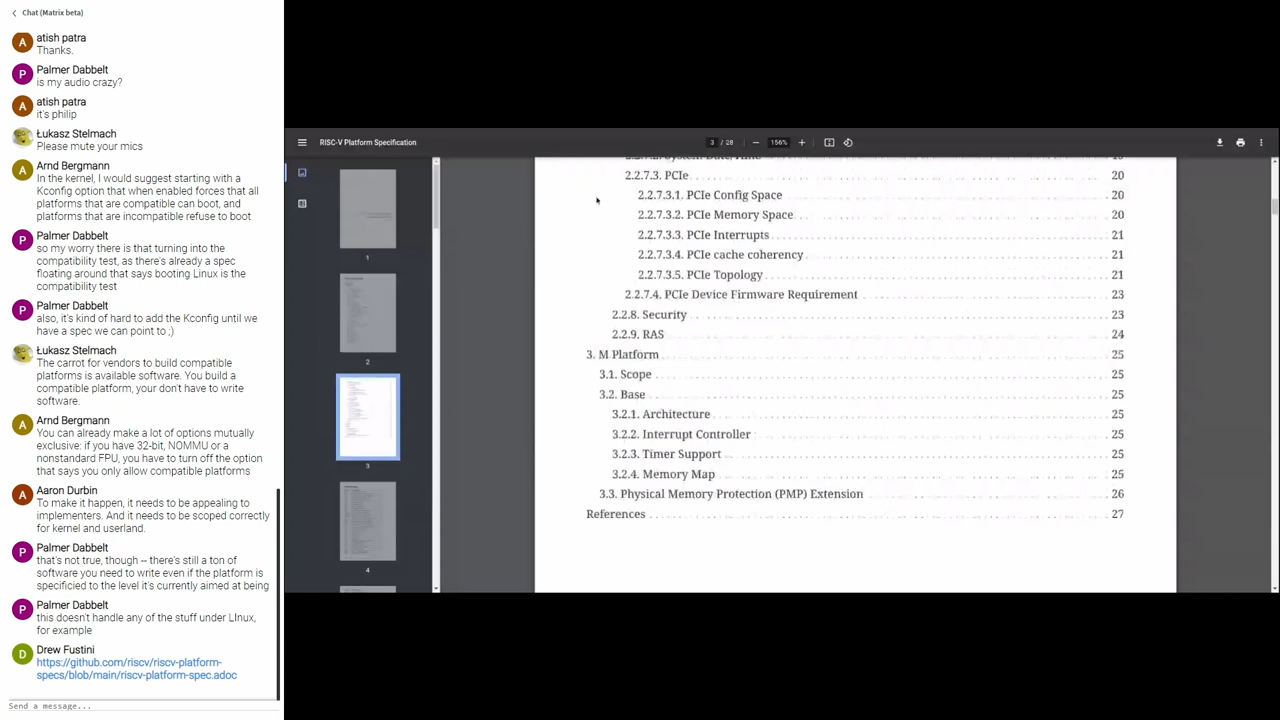 Chat (Matrix beta)
A
atish patra
Thanks.
P
Palmer Dabbelt
is my audio crazy?
A
atish patra
it's philip
Łukasz Stelmach
Please mute your mics
A
Arnd Bergmann
In the kernel, I would suggest starting with a
Kconfig option that when enabled forces that all
platforms that are compatible can boot, and
platforms that are incompatible refuse to boot
P
Palmer Dabbelt
so my worry there is that turning into the
compatibility test, as there's already a spec
floating around that says booting Linux is the
compatibility test
P
Palmer Dabbelt
also, it's kind of hard to add the Kconfig until we
have a spec we can point to ;)
Łukasz Stelmach
The carrot for vendors to build compatible
platforms is available software. You build a
compatible platform, your don't have to write
software.
A
Arnd Bergmann
You can already make a lot of options mutually
exclusive: if you have 32-bit, NOMMU or a
nonstandard FPU, you have to turn off the option
that says you only allow compatible platforms
A
Aaron Durbin
To make it happen, it needs to be appealing to
implementers. And it needs to be scoped correctly
for kernel and userland.
P
Palmer Dabbelt
that's not true, though -- there's still a ton of
software you need to write even if the platform is
specificied to the level it's currently aimed at being
P
Palmer Dabbelt
this doesn't handle any of the stuff under LInux,
for example
D
Drew Fustini
https://github.com/riscv/riscv-platform-
specs/blob/main/riscv-platform-spec.adoc
Send a message...
RISC-V Platform Specification
3 / 28
156%
1
2
3
4
2.2.7.3. PCIe 20
2.2.7.3.1. PCIe Config Space 20
2.2.7.3.2. PCIe Memory Space 20
2.2.7.3.3. PCIe Interrupts 21
2.2.7.3.4. PCIe cache coherency 21
2.2.7.3.5. PCIe Topology 21
2.2.7.4. PCIe Device Firmware Requirement 23
2.2.8. Security 23
2.2.9. RAS 24
3. M Platform 25
3.1. Scope 25
3.2. Base 25
3.2.1. Architecture 25
3.2.2. Interrupt Controller 25
3.2.3. Timer Support 25
3.2.4. Memory Map 25
3.3. Physical Memory Protection (PMP) Extension 26
References 27